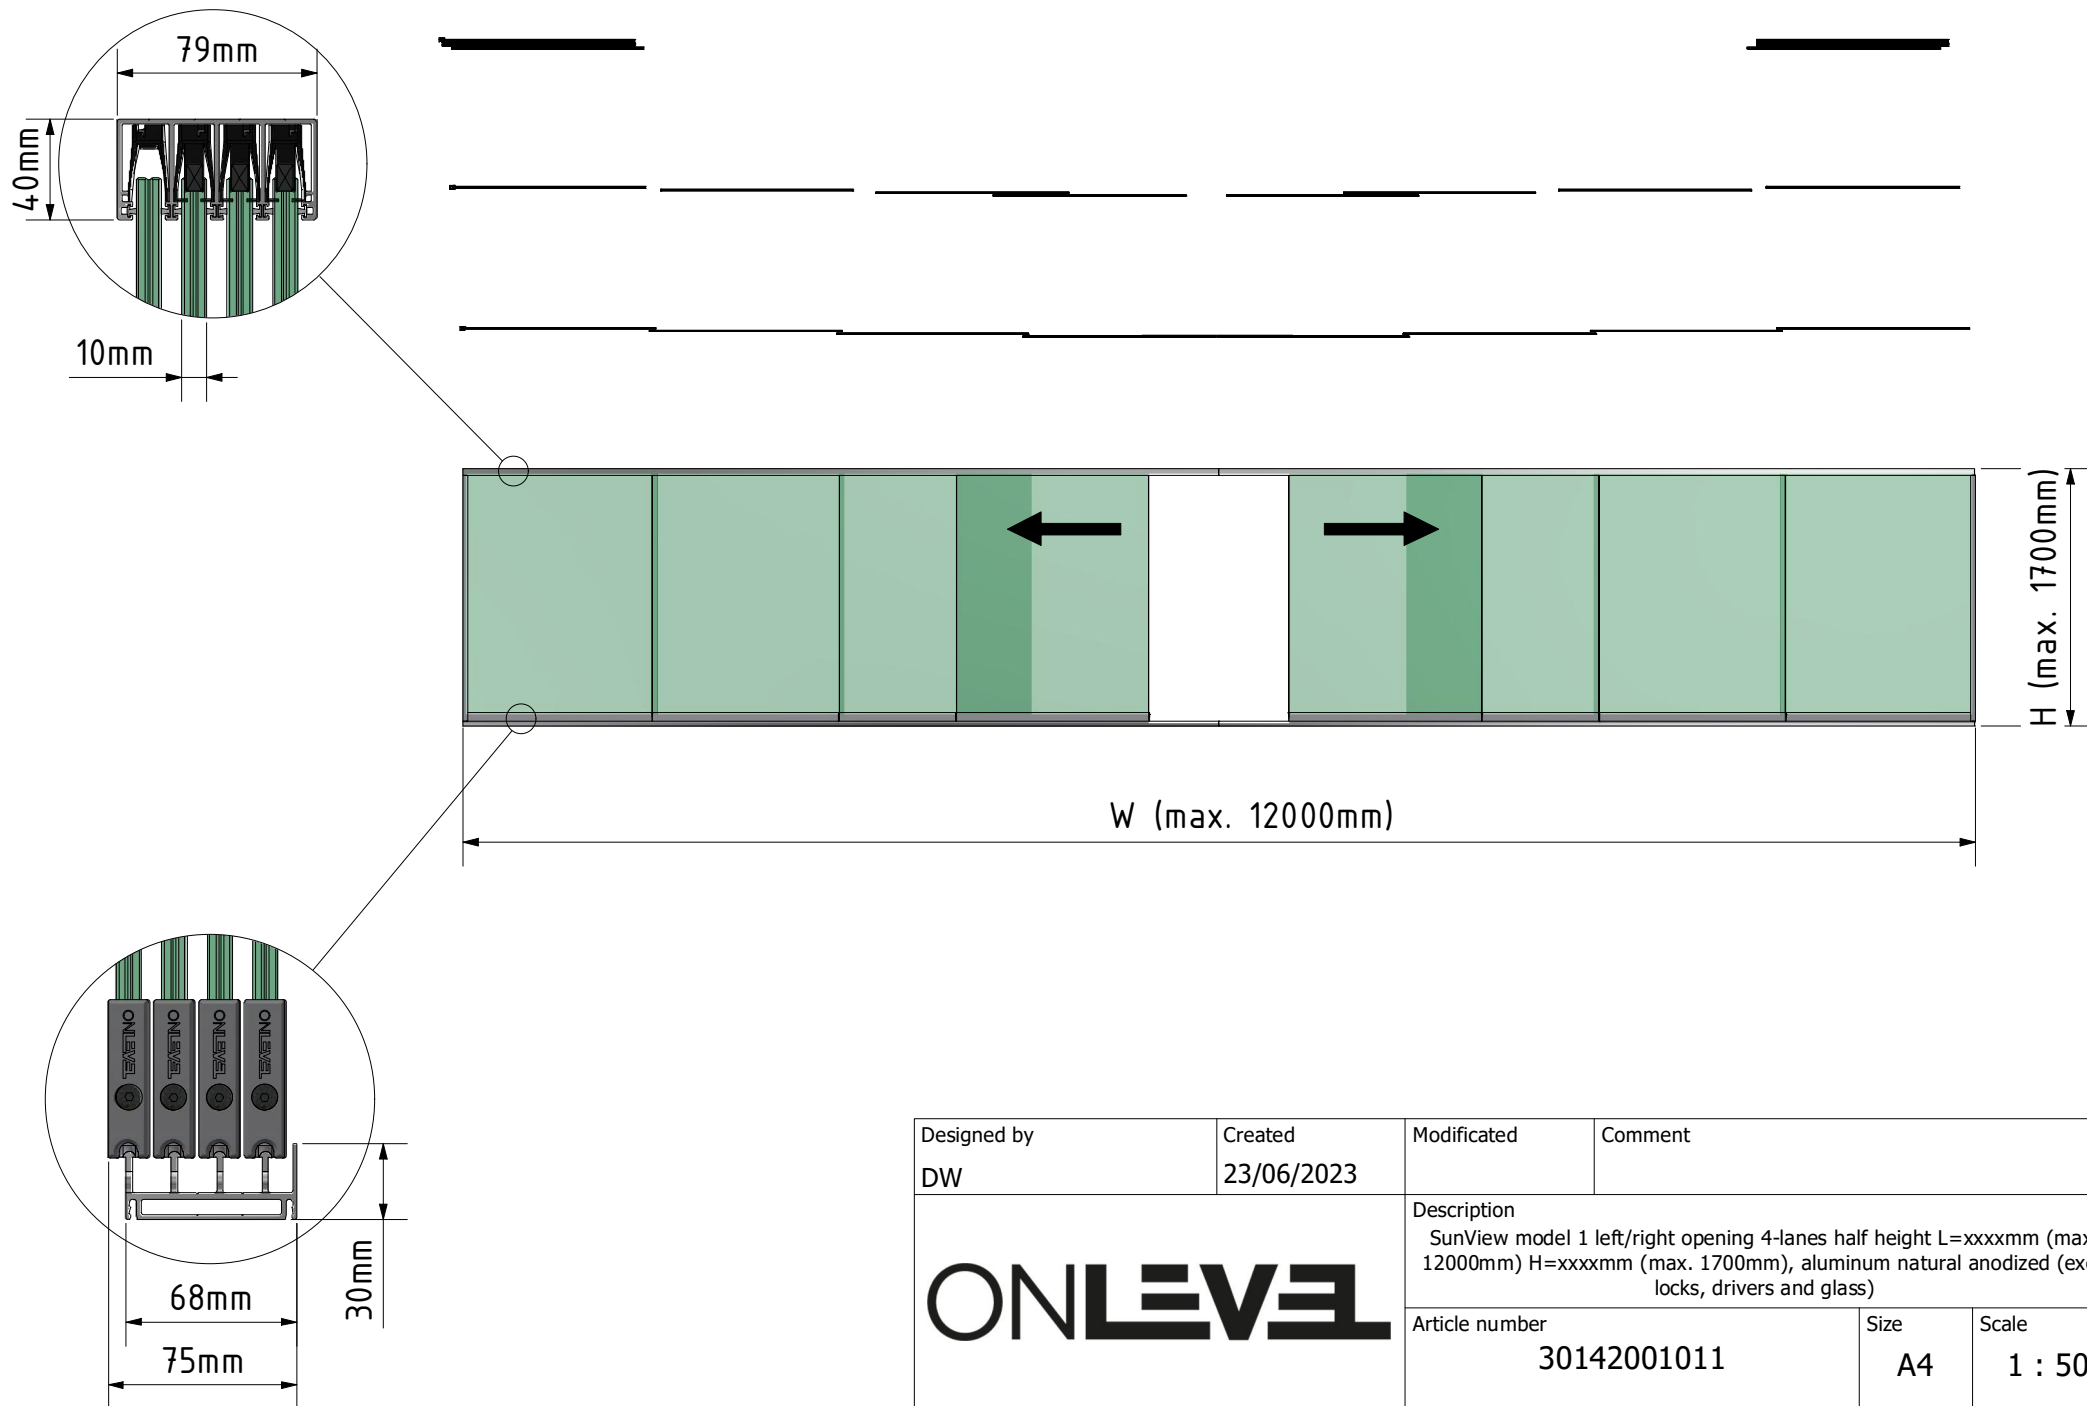 79mm
40mm
10mm
H (max. 1700mm)
W (max. 12000mm)
ONLEVEL ONLEVEL ONLEVEL ONLEVEL
30mm
68mm
75mm
Designed by
DW
Created
23/06/2023
Modificated
Comment
ONLEVEL
Description
SunView model 1 left/right opening 4-lanes half height L=xxxxmm
12000mm) H=xxxxmm (max. 1700mm), aluminum natural anodized
locks, drivers and glass)
Article number
30142001011
Size
A4
Scale
1 : 50